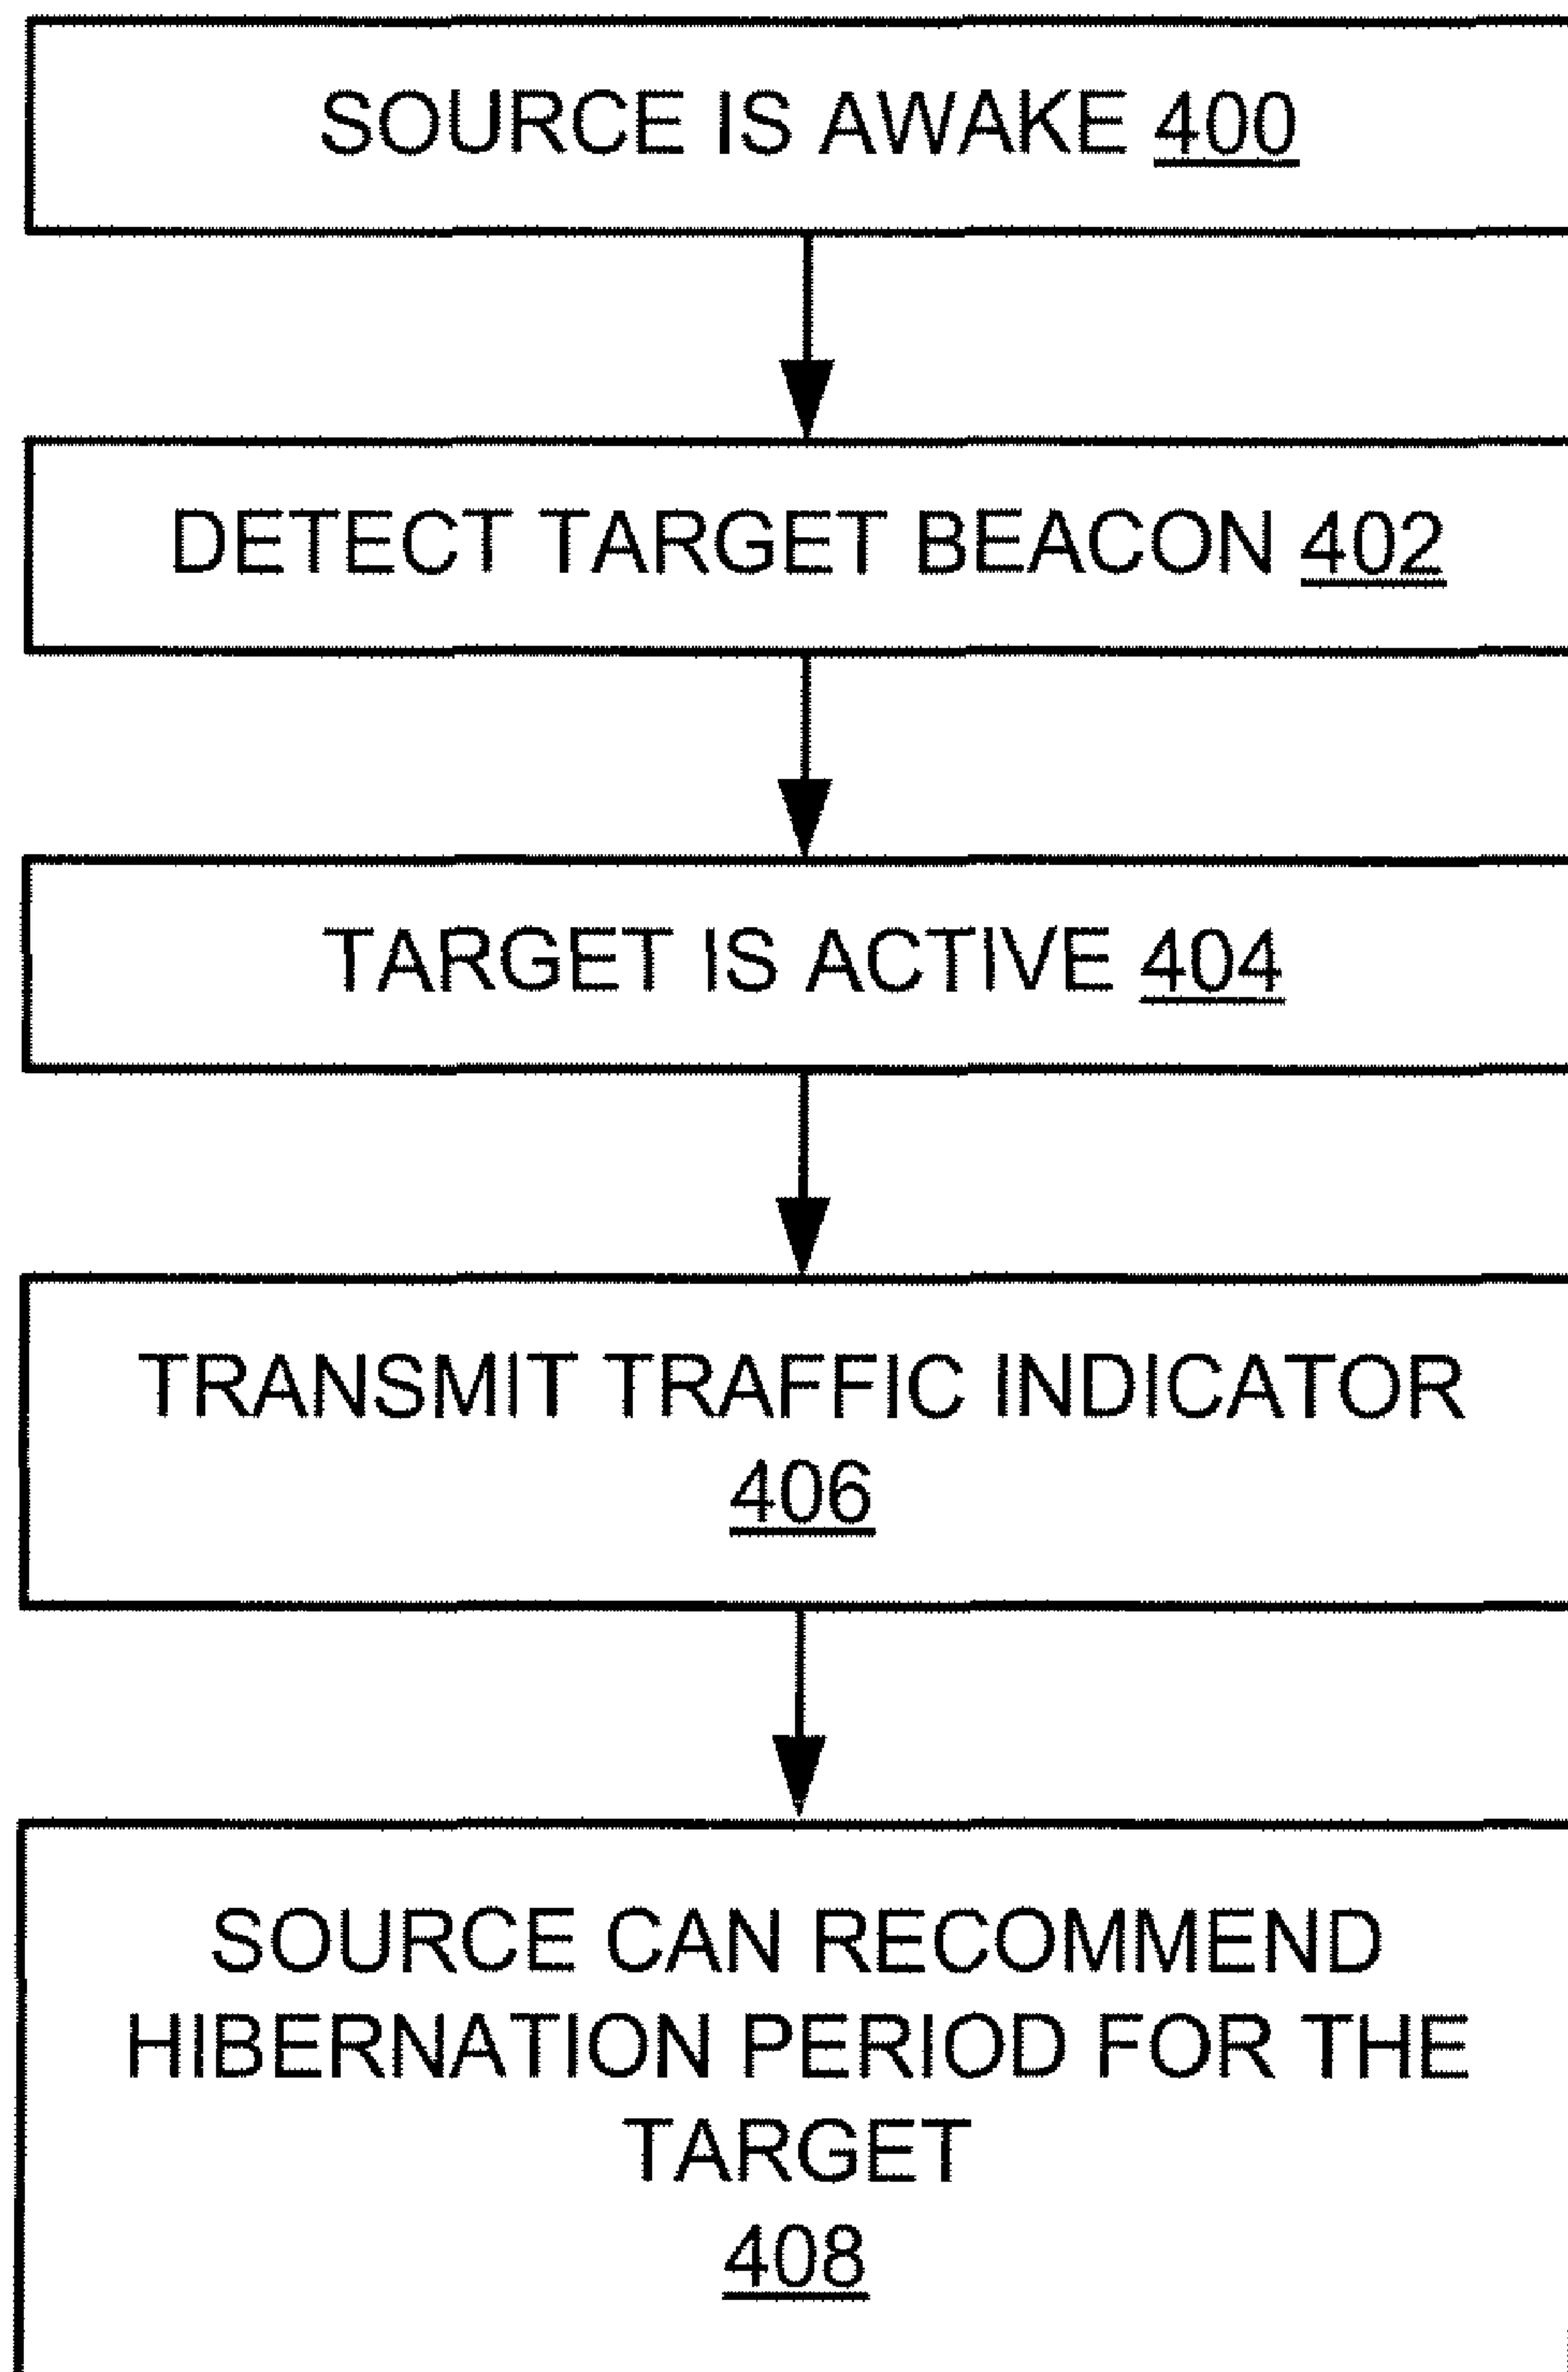 SOURCE IS AWAKE 400
DETECT TARGET BEACON 402
TARGET IS ACTIVE 404
TRANSMIT TRAFFIC INDICATOR
406
SOURCE CAN RECOMMEND
HIBERNATION PERIOD FOR THE
TARGET
408